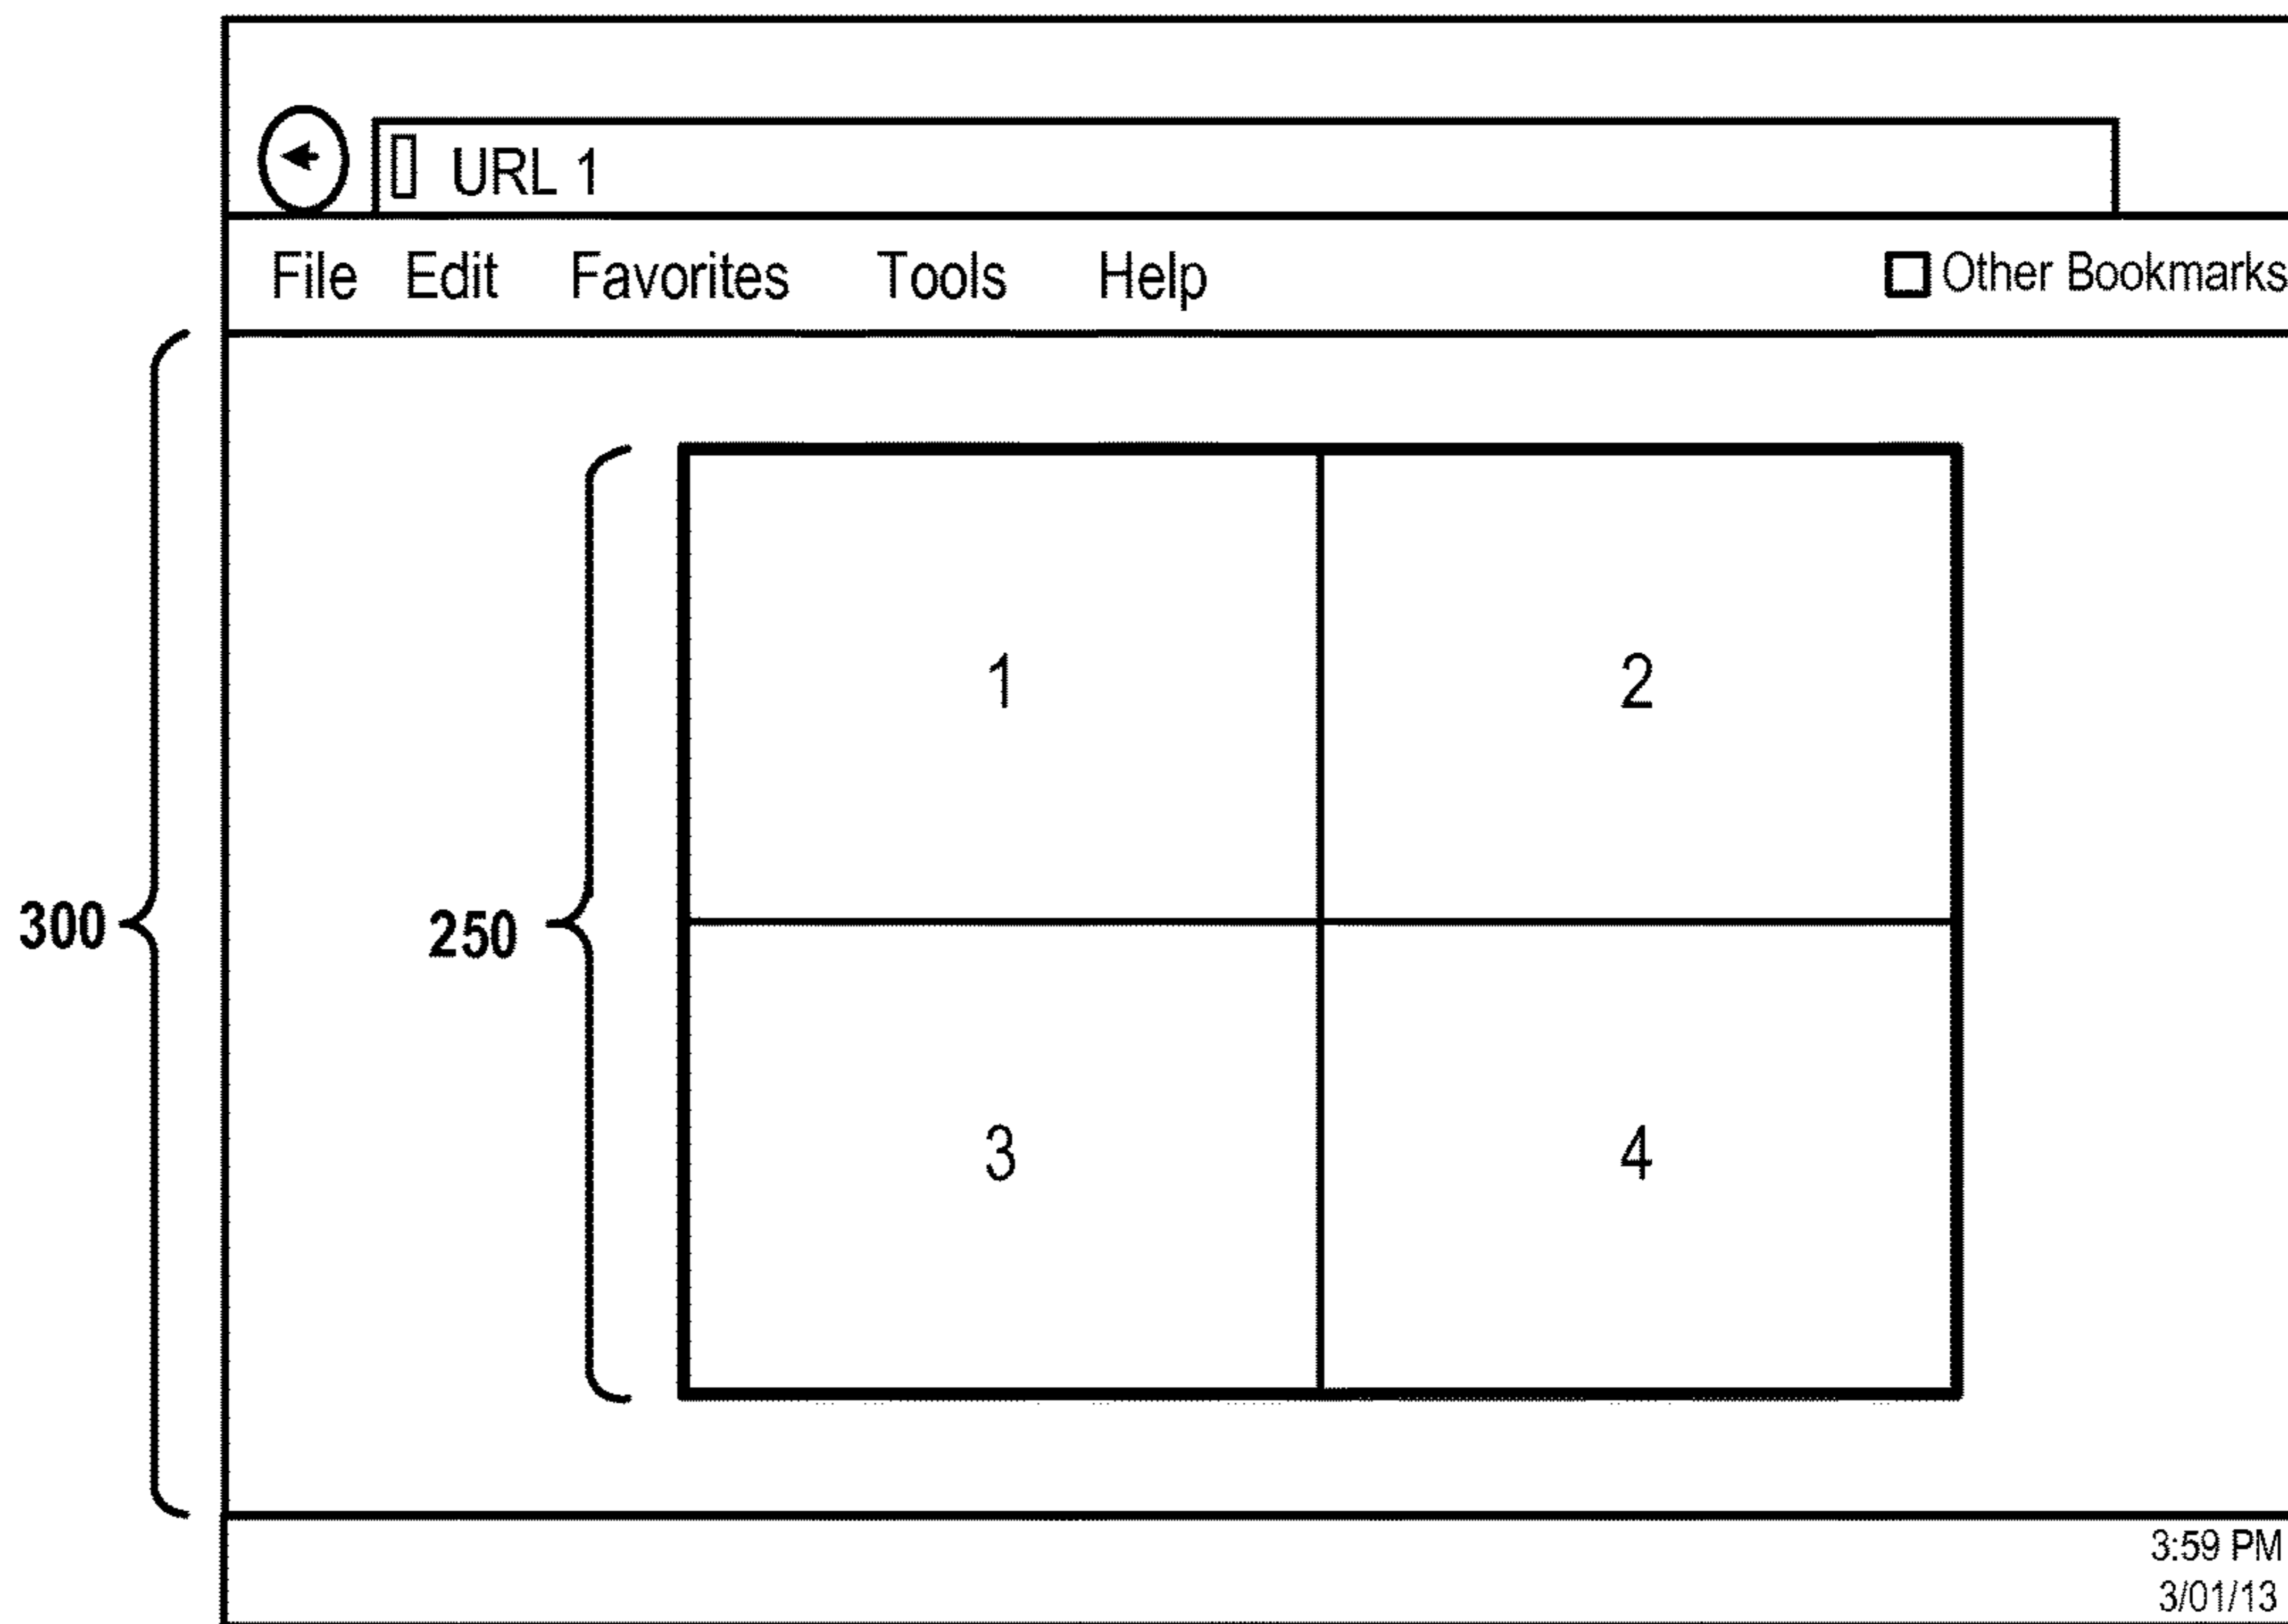 URL 1
File Edit Favorites Tools Help Other Bookmarks
1 2
300 250
3 4
3:59 PM
3/01/13